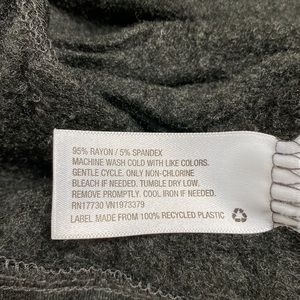 95% RAYON / 5% SPANDEX
MACHINE WASH COLD WITH LIKE COLORS.
GENTLE CYCLE. ONLY NON-CHLORINE
BLEACH IF NEEDED. TUMBLE DRY LOW.
REMOVE PROMPTLY. COOL IRON IF NEEDED.
RN17730 VN1973379
LABEL MADE FROM 100% RECYCLED PLASTIC